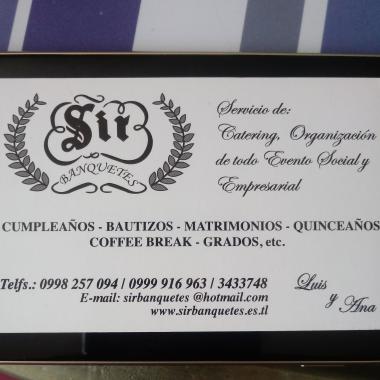 Sir
BANQUETES
Servicio de:
Catering, Organización
de todo Evento Social y
Empresarial
CUMPLEAÑOS - BAUTIZOS - MATRIMONIOS - QUINCEAÑOS
COFFEE BREAK - GRADOS, etc.
Telfs.: 0998 257 094 / 0999 916 963 / 3433748
E-mail: sirbanquetes @hotmail.com
www.sirbanquetes.es.tl
Luis
y Ana